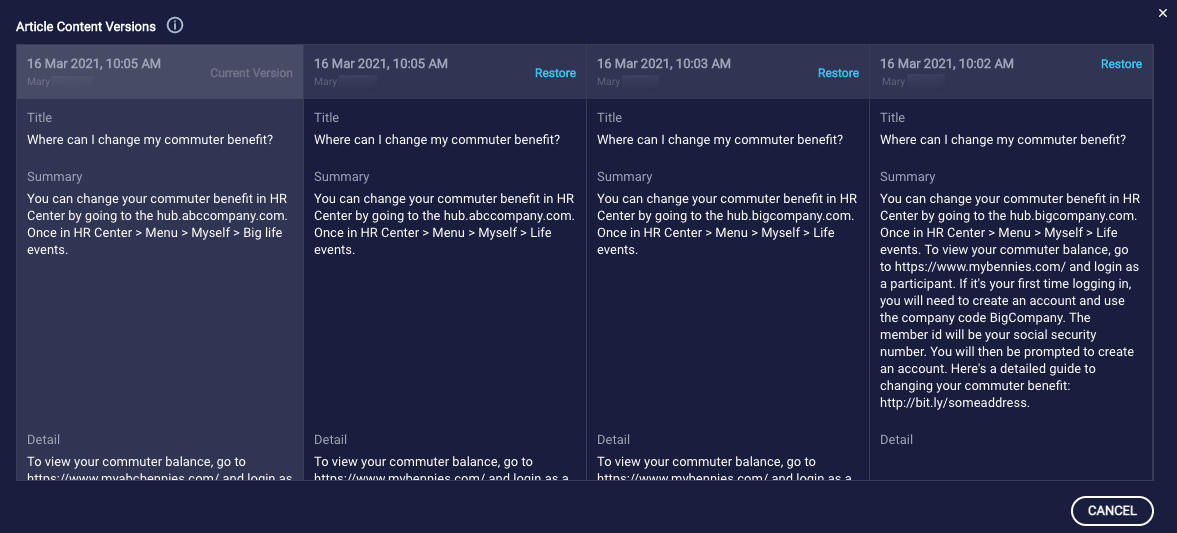 ×
Article Content Versions
16 Mar 2021, 10:05 AM
Mary
Current Version
Title
Where can I change my commuter benefit?
Summary
You can change your commuter benefit in HR
Center by going to the hub.abccompany.com.
Once in HR Center > Menu > Myself > Big life
events.
Detail
To view your commuter balance, go to
https://www.myabcbennies.com/ and login as
16 Mar 2021, 10:05 AM
Mary
Restore
Title
Where can I change my commuter benefit?
Summary
You can change your commuter benefit in HR
Center by going to the hub.abccompany.com.
Once in HR Center > Menu > Myself > Life
events.
Detail
To view your commuter balance, go to
https://www.mybennies.com/ and login as a
16 Mar 2021, 10:03 AM
Mary
Restore
Title
Where can I change my commuter benefit?
Summary
You can change your commuter benefit in HR
Center by going to the hub.bigcompany.com.
Once in HR Center > Menu > Myself > Life
events.
Detail
To view your commuter balance, go to
https://www.mybennies.com/ and login as a
16 Mar 2021, 10:02 AM
Mary
Restore
Title
Where can I change my commuter benefit?
Summary
You can change your commuter benefit in HR
Center by going to the hub.bigcompany.com.
Once in HR Center > Menu > Myself > Life
events. To view your commuter balance, go
to https://www.mybennies.com/ and login as
a participant. If it's your first time logging in,
you will need to create an account and use
the company code BigCompany. The
member id will be your social security
number. You will then be prompted to create
an account. Here's a detailed guide to
changing your commuter benefit:
http://bit.ly/someaddress.
Detail
CANCEL